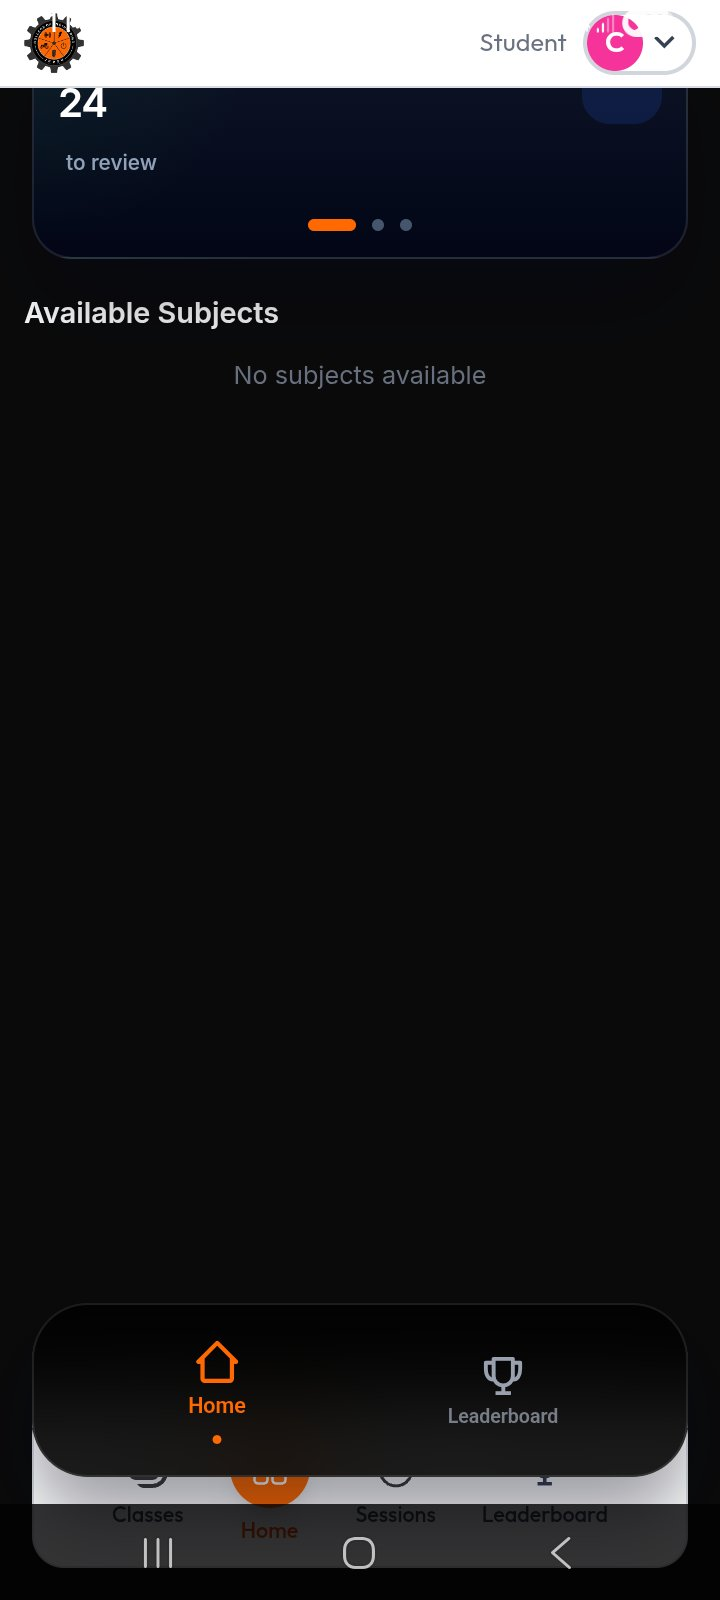 Student
C
24
to review
Available Subjects
No subjects available
Home
Leaderboard
Classes
Home
Sessions
Leaderboard